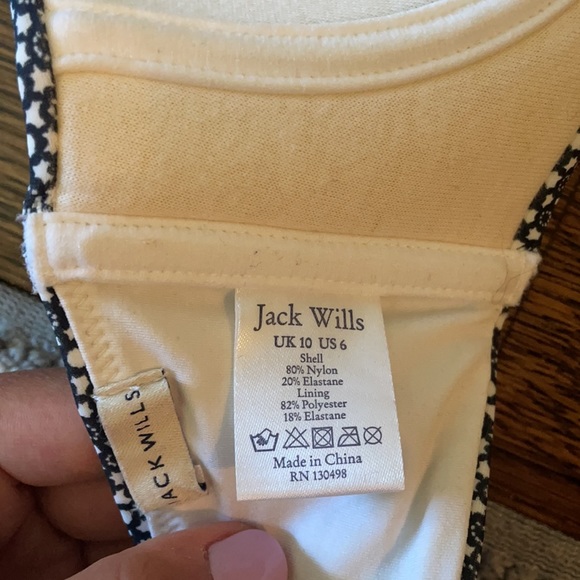 Jack Wills
UK 10 US 6
Shell
80% Nylon
20% Elastane
Lining
82% Polyester
18% Elastane
Made in China
RN 130498
JACK WILLS